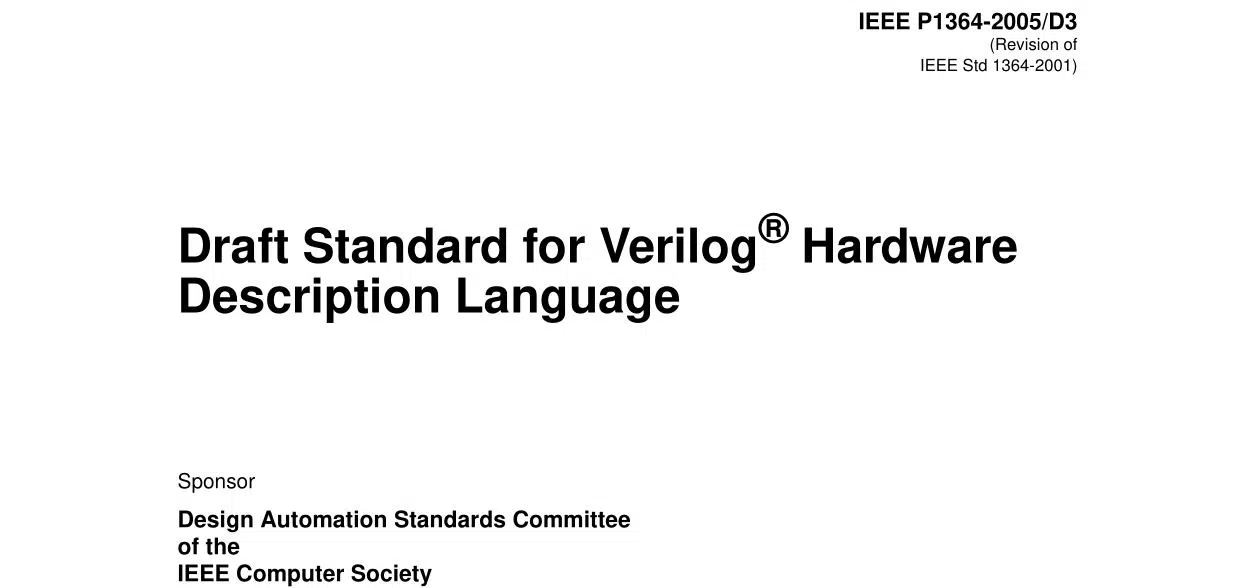 IEEE P1364-2005/D3
(Revision of
IEEE Std 1364-2001)
Draft Standard for Verilog® Hardware
Description Language
Sponsor
Design Automation Standards Committee
of the
IEEE Computer Society